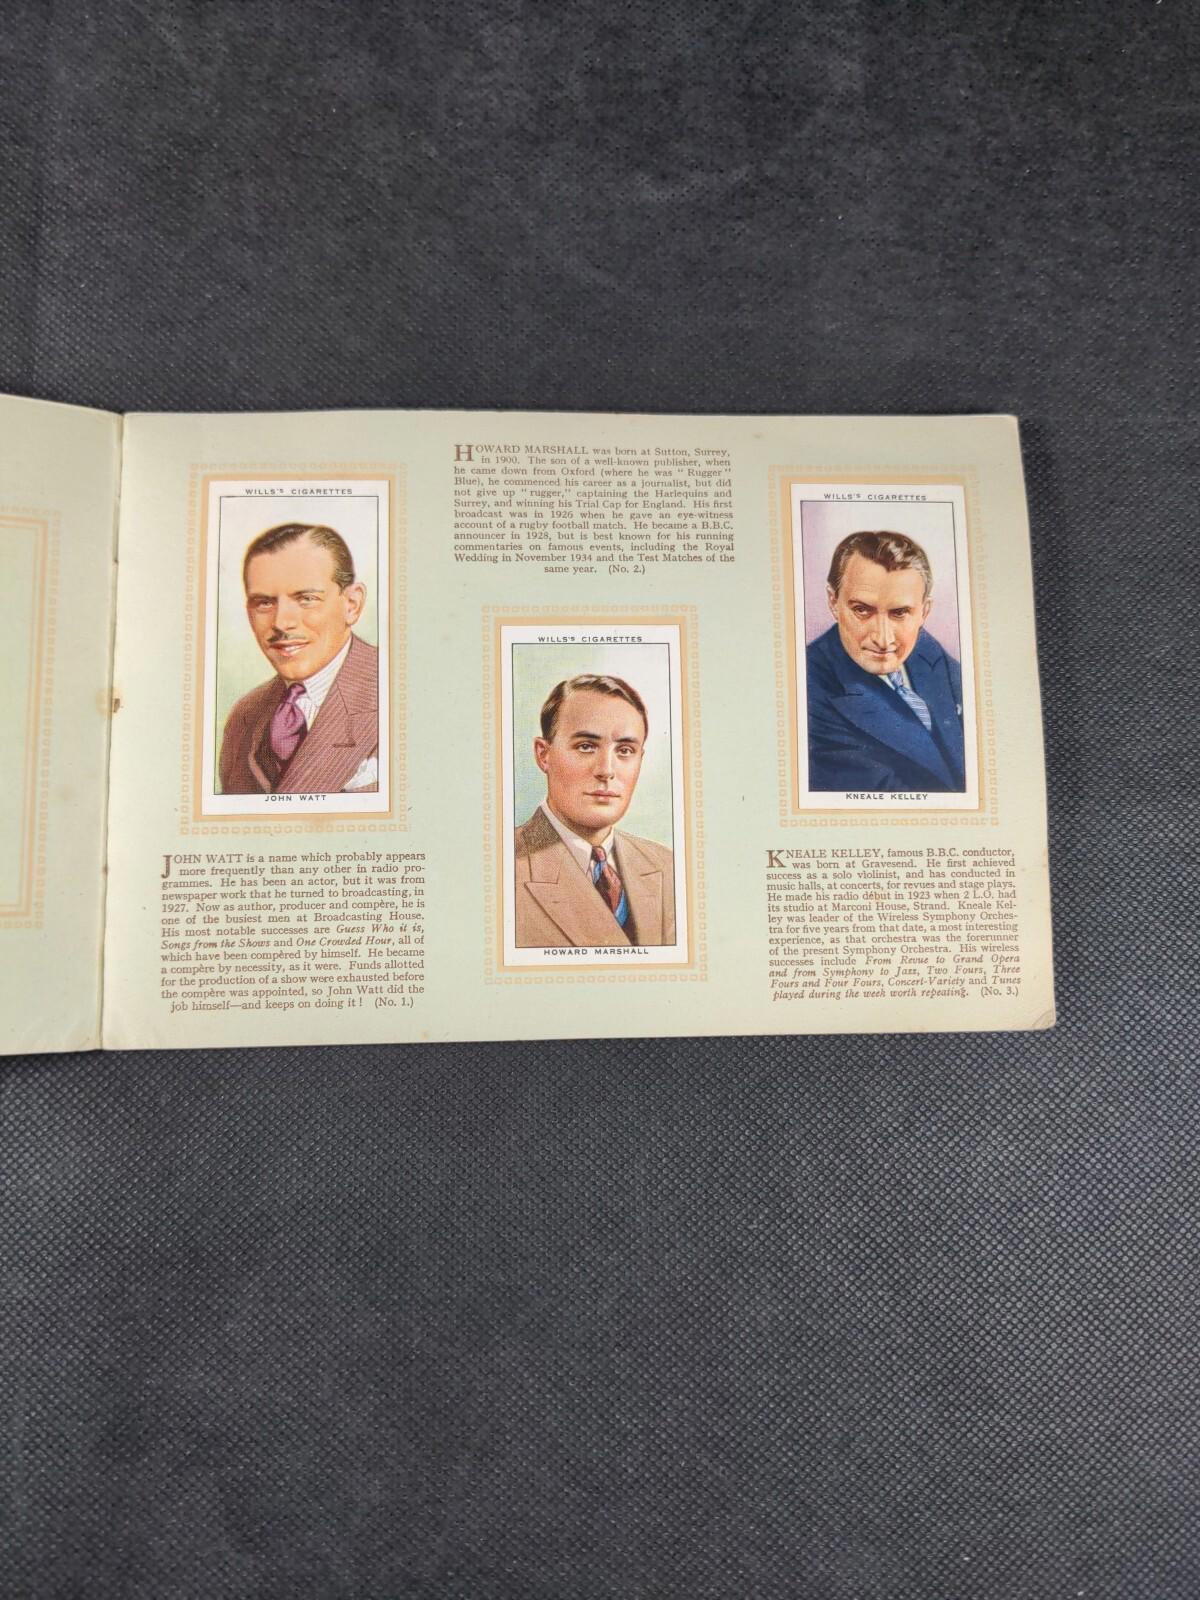 WILL'S CIGARETTES
JOHN WATT
JOHN WATT is a name which probably appears
more frequently than any other in radio pro-
grammes. He has been an actor, but it was from
newspaper work that he turned to broadcasting, in
1927. Now as author, producer and compère, he is
one of the busiest men at Broadcasting House.
His most notable successes are Guess Who it is,
Songs from the Shows and One Crowded Hour, all of
which have been compèred by himself. He became
a compère by necessity, as it were. Funds allotted
for the production of a show were exhausted before
the compère was appointed, so John Watt did the
job himself—and keeps on doing it! (No. 1.)
HOWARD MARSHALL was born at Sutton, Surrey,
in 1900. The son of a well-known publisher, when
he came down from Oxford (where he was "Rugger"
Blue), he commenced his career as a journalist, but did
not give up "rugger," captaining the Harlequins and
Surrey, and winning his Trial Cap for England. His first
broadcast was in 1926 when he gave an eye-witness
account of a rugby football match. He became a B.B.C.
announcer in 1928, but is best known for his running
commentaries on famous events, including the Royal
Wedding in November 1934 and the Test Matches of the
same year. (No. 2.)
WILLS'S CIGARETTES
HOWARD MARSHALL
WILLS'S CIGARETTES
KNEALE KELLEY
KNEALE KELLEY, famous B.B.C. conductor,
was born at Gravesend. He first achieved
success as a solo violinist, and has conducted in
music halls, at concerts, for revues and stage plays.
He made his radio début in 1923 when 2 L.O. had
its studio at Marconi House, Strand. Kneale Kel-
ley was leader of the Wireless Symphony Orches-
tra for five years from that date, a most interesting
experience, as that orchestra was the forerunner
of the present Symphony Orchestra. His wireless
successes include From Revue to Grand Opera
and from Symphony to Jazz, Two Fours, Three
Fours and Four Fours, Concert-Variety and Tunes
played during the week worth repeating. (No. 3.)